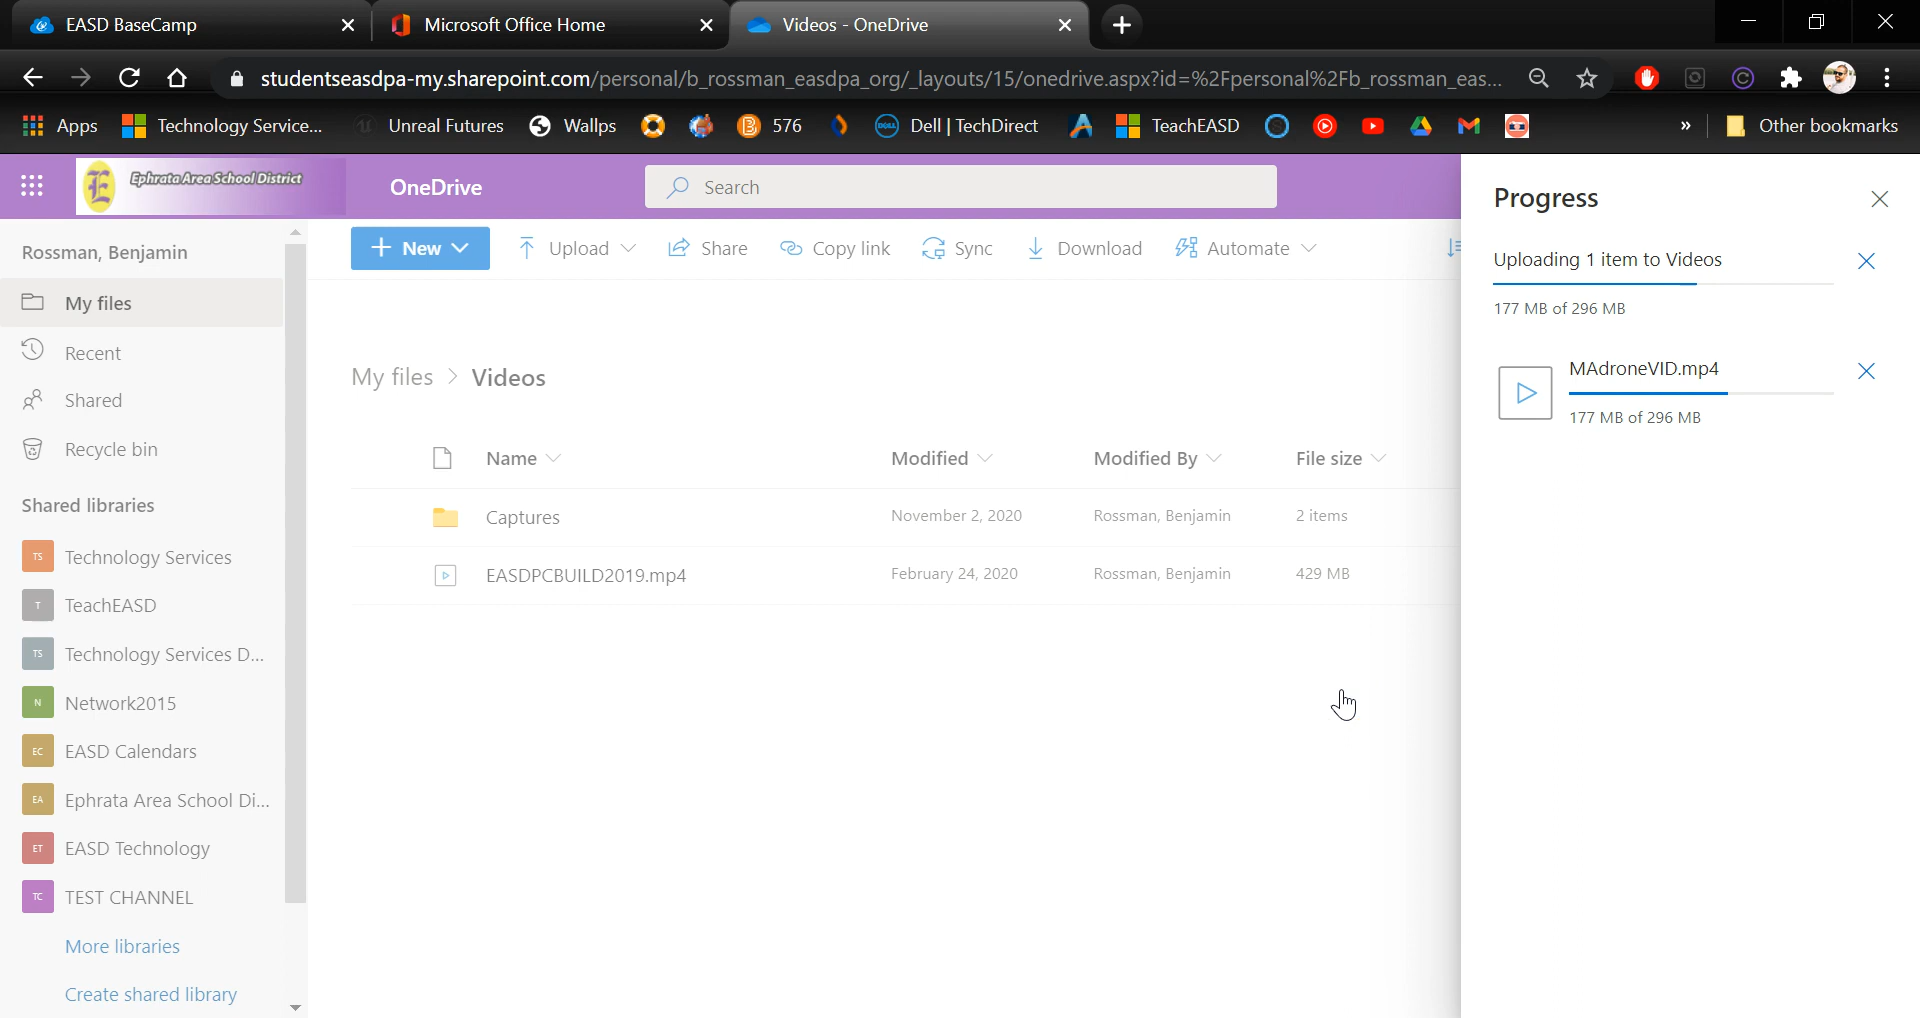 EASD BaseCamp
Microsoft Office Home
Videos - OneDrive
studentseasdpa-my.sharepoint.com/personal/b_rossman_easdpa_org/_layouts/15/onedrive.aspx?id=%2Fpersonal%2Fb_rossman_eas...
Apps
Technology Service...
Unreal Futures
Wallps
576
DELL
Dell | TechDirect
TeachEASD
»
Other bookmarks
E
Ephrata Area School District
OneDrive
Search
Rossman, Benjamin
My files
Recent
Shared
Recycle bin
Shared libraries
TS Technology Services
T TeachEASD
TS Technology Services D...
N Network2015
EC EASD Calendars
EA Ephrata Area School Di...
ET EASD Technology
TC TEST CHANNEL
More libraries
Create shared library
+ New
Upload
Share
Copy link
Sync
Download
Automate
My files > Videos
Name Modified Modified By File size
Captures November 2, 2020 Rossman, Benjamin 2 items
EASDPCBUILD2019.mp4 February 24, 2020 Rossman, Benjamin 429 MB
Progress
Uploading 1 item to Videos
177 MB of 296 MB
MAdroneVID.mp4
177 MB of 296 MB